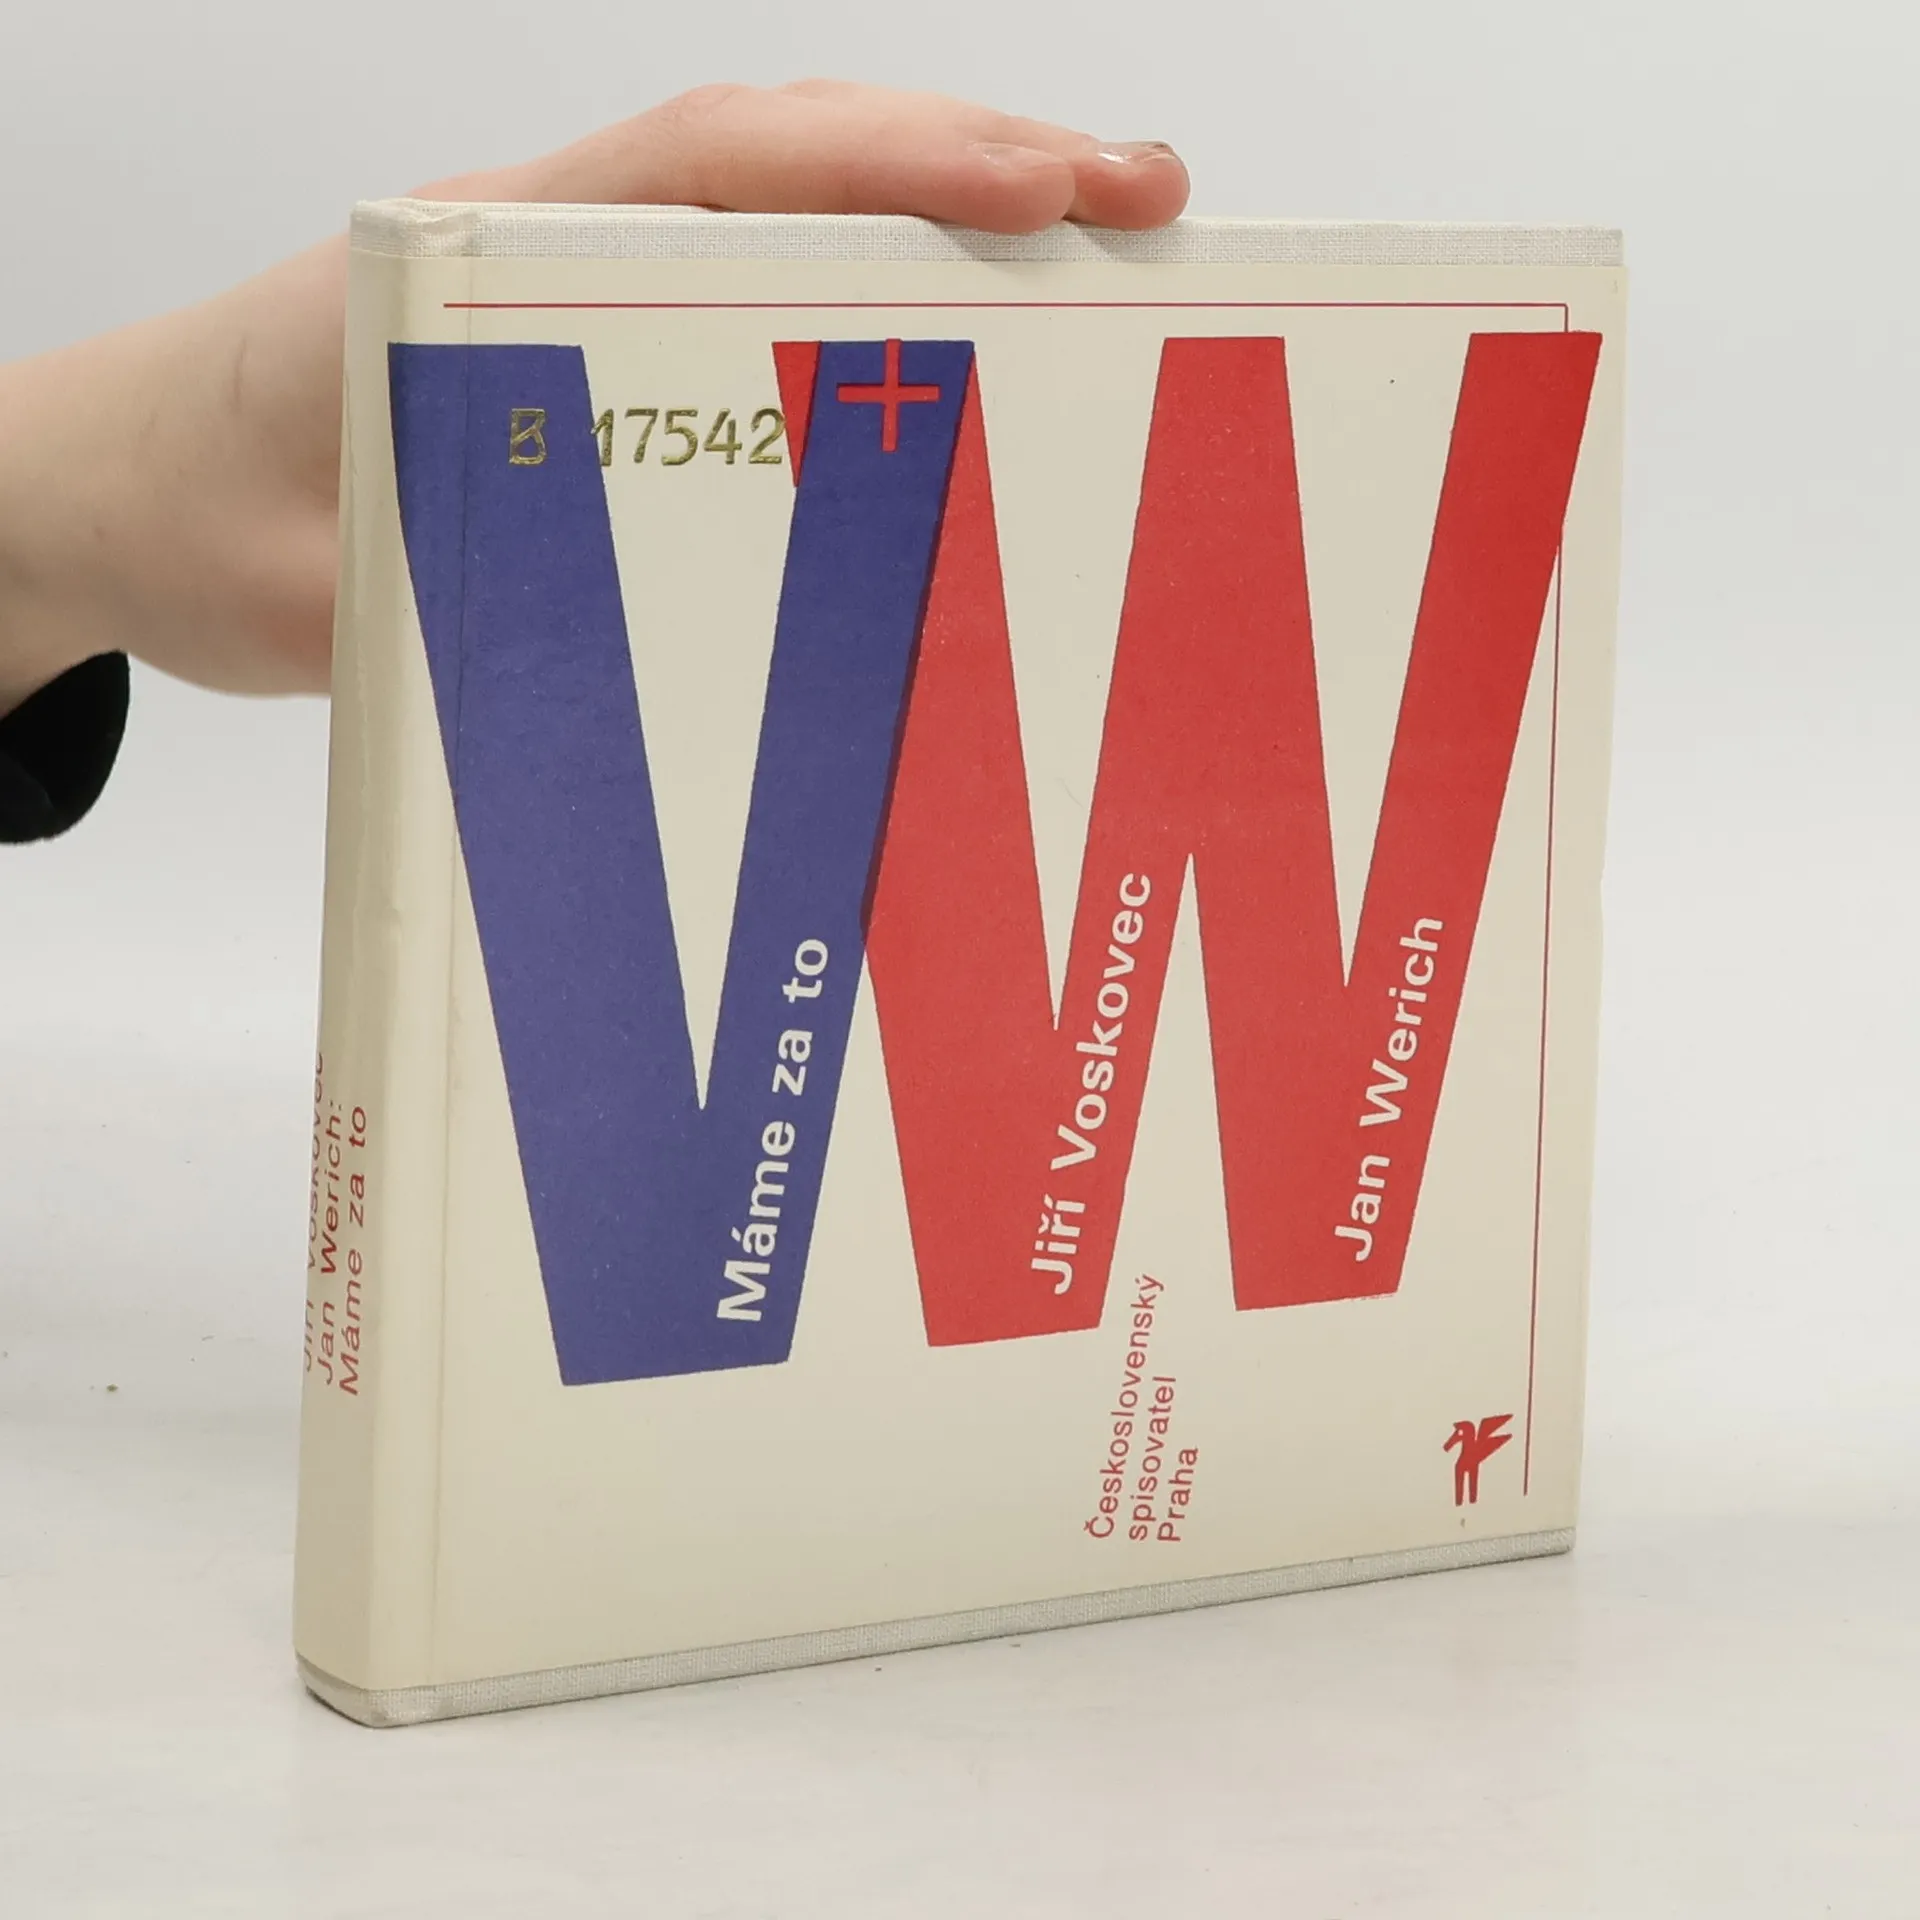 B 17542
V+W
Máme za to
Jiří Voskovec
Jan Werich
Československý
spisovatel
Praha
Jiří Voskovec
Jan Werich:
Máme za to